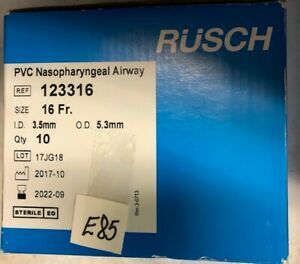 RÜSCH
PVC Nasopharyngeal Airway
REF 123316
SIZE 16 Fr.
I.D. 3.5mm O.D. 5.3mm
Qty 10
LOT 17JG18
2017-10
2022-09
STERILE EO
E85